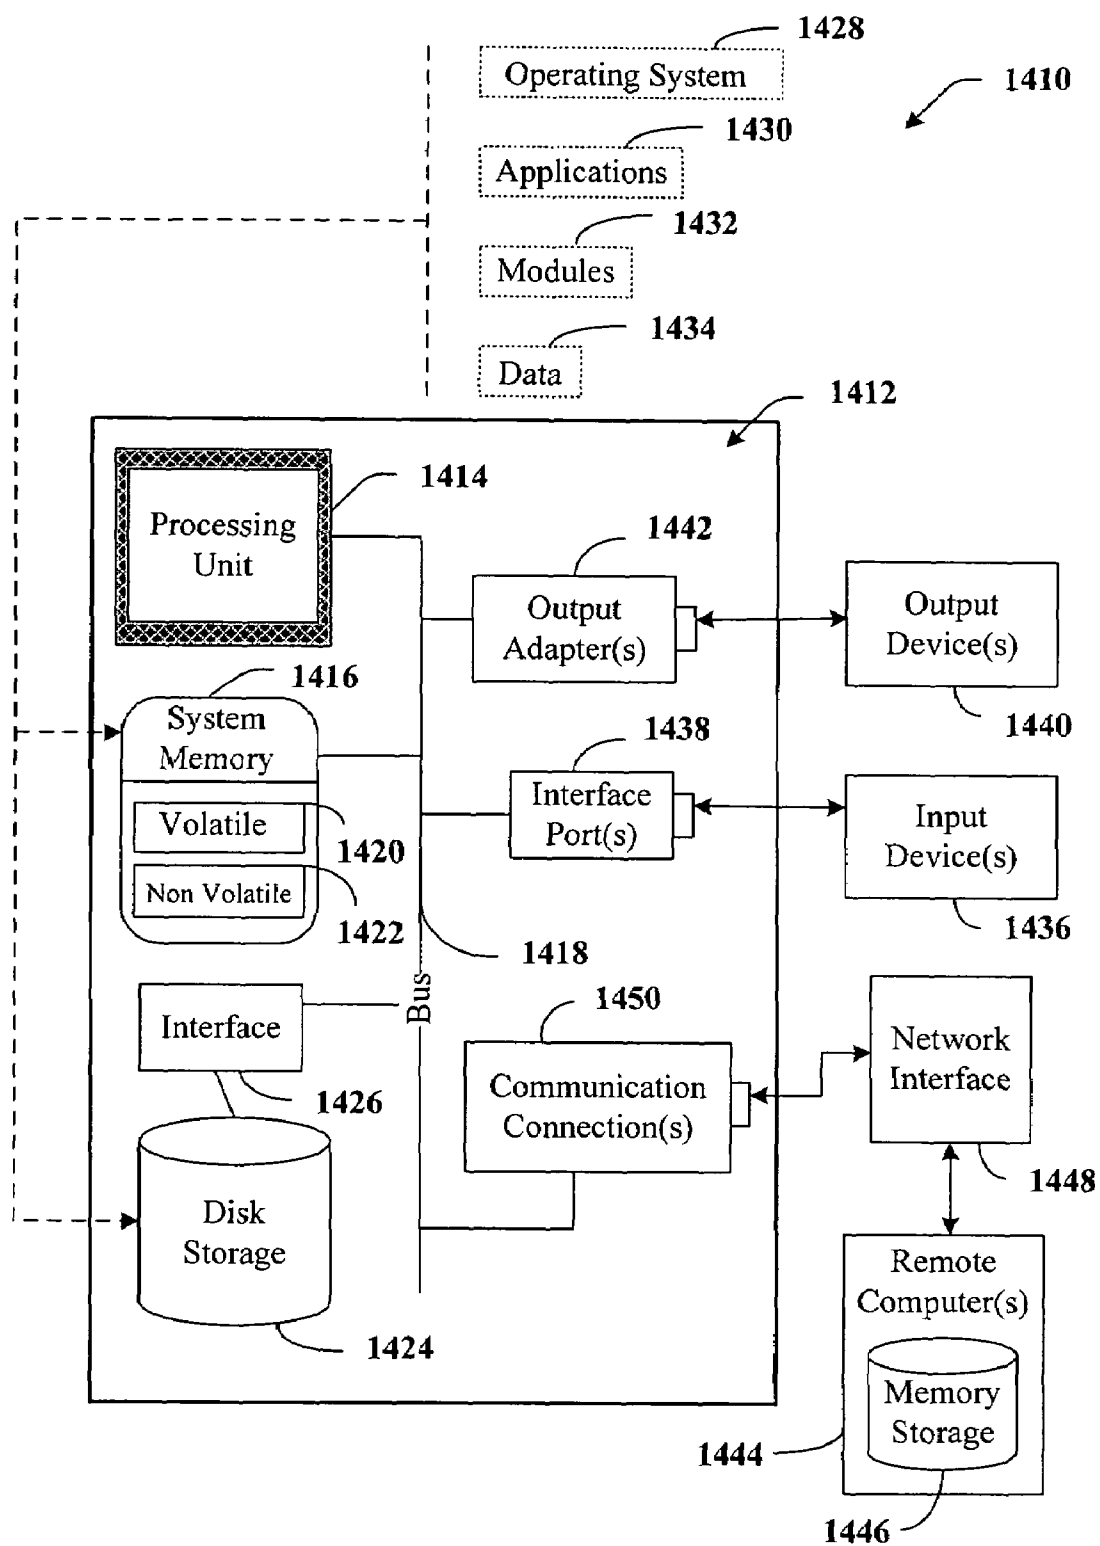 1428
Operating System
1410
1430
Applications
1432
Modules
1434
Data
1412
1414
Processing
Unit
1442
Output
Adapter(s)
Output
Device(s)
1440
1416
System
Memory
Volatile
1420
Non Volatile
1422
1438
Interface
Port(s)
Input
Device(s)
1436
1418
Bus
Interface
1426
1450
Communication
Connection(s)
Network
Interface
1448
Disk
Storage
1424
Remote
Computer(s)
Memory
Storage
1444
1446